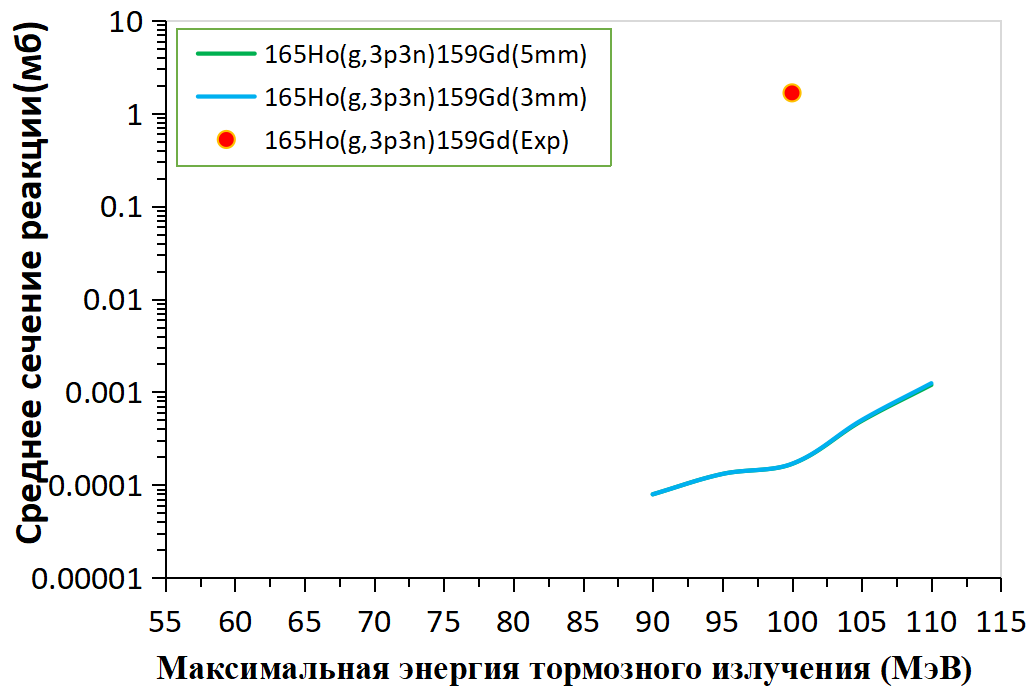 Среднее сечение реакции(мб)
10
1
0.1
0.01
0.001
0.0001
0.00001
165Ho(g,3p3n)159Gd(5mm)
165Ho(g,3p3n)159Gd(3mm)
165Ho(g,3p3n)159Gd(Exp)
55 60 65 70 75 80 85 90 95 100 105 110 115
Максимальная энергия тормозного излучения (МэВ)